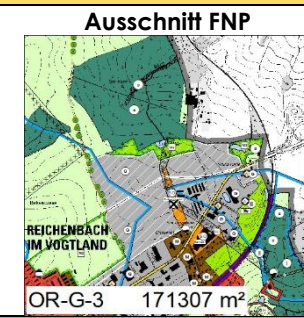 Ausschnitt FNP
REICHENBACH
IM VOGTLAND
OR-G-3 171307 m²